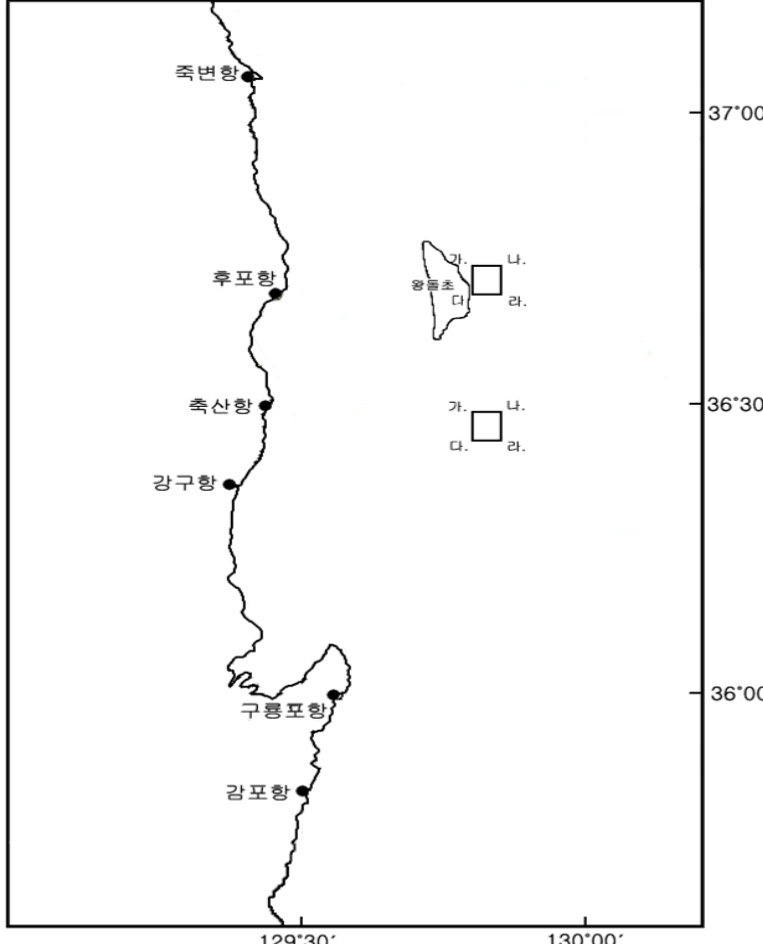 죽변항
37°00
가. 나.
후포항
왕돌초
다 라.
36°30
가. 나.
축산항
다. 라.
강구항
36°00
구룡포항
감포항
129°30′ 130°00′